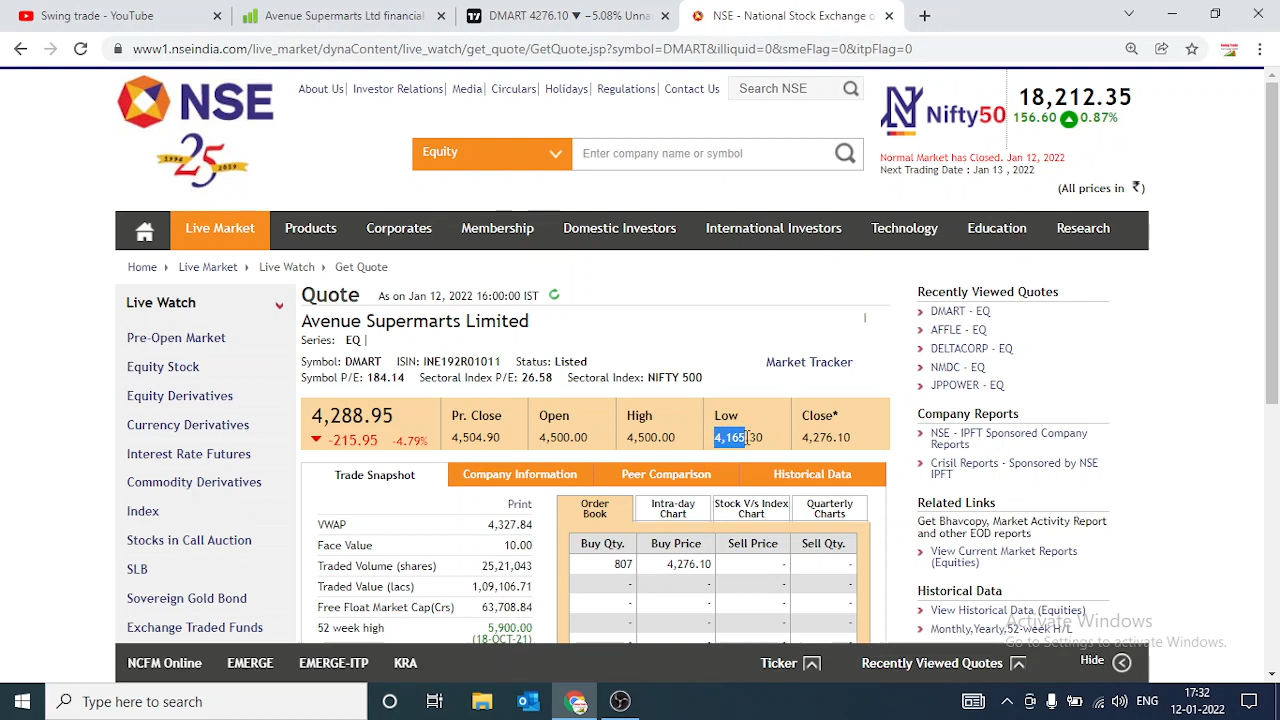 Swing trade - YouTube
Avenue Supermarts Ltd financial
DMART 4276.10 ▼ −5.08% Unna
NSE - National Stock Exchange o
www1.nseindia.com/live_market/dynaContent/live_watch/get_quote/GetQuote.jsp?symbol=DMART&illiquid=0&smeFlag=0&itpFlag=0
NSE
25
About Us| Investor Relations| Media| Circulars| Holidays| Regulations| Contact Us
Search NSE
Nifty50
18,212.35
156.60 0.87%
Equity
Enter company name or symbol
Normal Market has Closed. Jan 12, 2022
Next Trading Date : Jan 13 , 2022
(All prices in ₹)
Live Market Products Corporates Membership Domestic Investors International Investors Technology Education Research
Home Live Market Live Watch Get Quote
Live Watch
Pre-Open Market
Equity Stock
Equity Derivatives
Currency Derivatives
Interest Rate Futures
Commodity Derivatives
Index
Stocks in Call Auction
SLB
Sovereign Gold Bond
Exchange Traded Funds
Quote As on Jan 12, 2022 16:00:00 IST
Avenue Supermarts Limited
Series: EQ |
Symbol: DMART ISIN: INE192R01011 Status: Listed
Market Tracker
Symbol P/E: 184.14 Sectoral Index P/E: 26.58 Sectoral Index: NIFTY 500
4,288.95
-215.95 -4.79%
Pr. Close
4,504.90
Open
4,500.00
High
4,500.00
Low
4,165.30
Close*
4,276.10
Trade Snapshot Company Information Peer Comparison Historical Data
Print
VWAP 4,327.84
Face Value 10.00
Traded Volume (shares) 25,21,043
Traded Value (lacs) 1,09,106.71
Free Float Market Cap(Crs) 63,708.84
52 week high 5,900.00
(18-OCT-21)
Order
Book
Intra-day
Chart
Stock V/s Index
Chart
Quarterly
Charts
Buy Qty. Buy Price Sell Price Sell Qty.
807 4,276.10 - -
- - - -
- - - -
- - - -
Recently Viewed Quotes
DMART - EQ
AFFLE - EQ
DELTACORP - EQ
NMDC - EQ
JPPOWER - EQ
Company Reports
NSE - IPFT Sponsored Company
Reports
Crisil Reports - Sponsored by NSE
IPFT
Related Links
Get Bhavcopy, Market Activity Report
and other EOD reports
View Current Market Reports
(Equities)
Historical Data
View Historical Data (Equities)
Monthly,Yearly,52-week H/L
Activate Windows
Go to Settings to activate Windows.
NCFM Online EMERGE EMERGE-ITP KRA
Ticker Recently Viewed Quotes Hide
Type here to search
ENG
17:32
12-01-2022